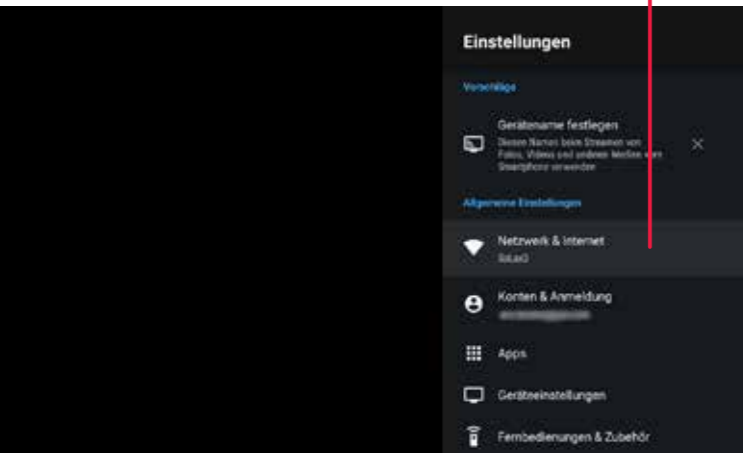 Einstellungen
Vorschläge
Gerätename festlegen
Diesen Namen beim Streamen von
Fotos, Videos und anderen Medien vom
Smartphone verwenden
Allgemeine Einstellungen
Netzwerk & Internet
Konten & Anmeldung
Apps
Geräteeinstellungen
Fernbedienungen & Zubehör